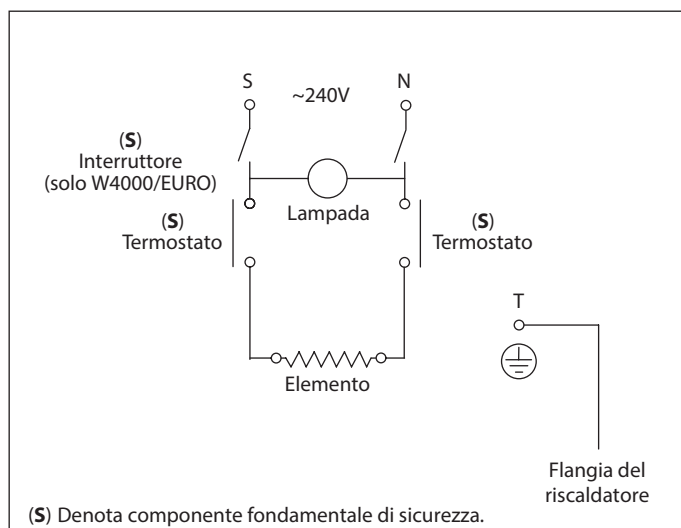 S
~240V
N
(S)
Interruttore
(solo W4000/EURO)
Lampada
(S)
Termostato
(S)
Termostato
T
Elemento
Flangia del
riscaldatore
(S) Denota componente fondamentale di sicurezza.